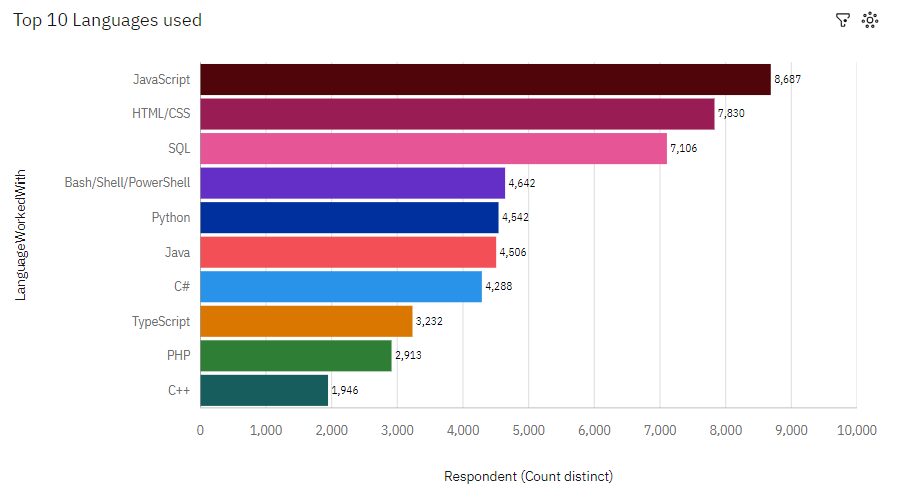 Top 10 Languages used
LanguageWorkedWith
JavaScript 8,687
HTML/CSS 7,830
SQL 7,106
Bash/Shell/PowerShell 4,642
Python 4,542
Java 4,506
C# 4,288
TypeScript 3,232
PHP 2,913
C++ 1,946
0 1,000 2,000 3,000 4,000 5,000 6,000 7,000 8,000 9,000 10,000
Respondent (Count distinct)